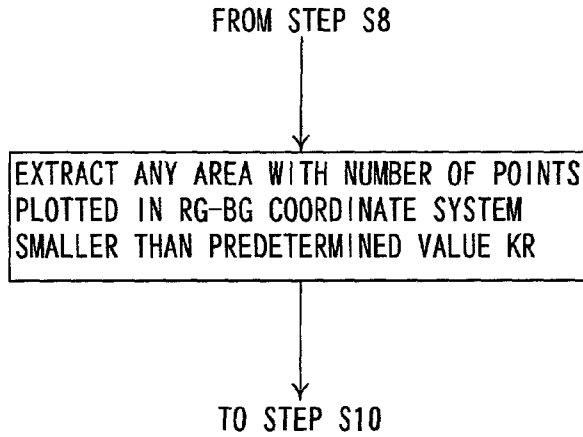 FROM STEP S8
EXTRACT ANY AREA WITH NUMBER OF POINTS
PLOTTED IN RG-BG COORDINATE SYSTEM
SMALLER THAN PREDETERMINED VALUE KR
TO STEP S10